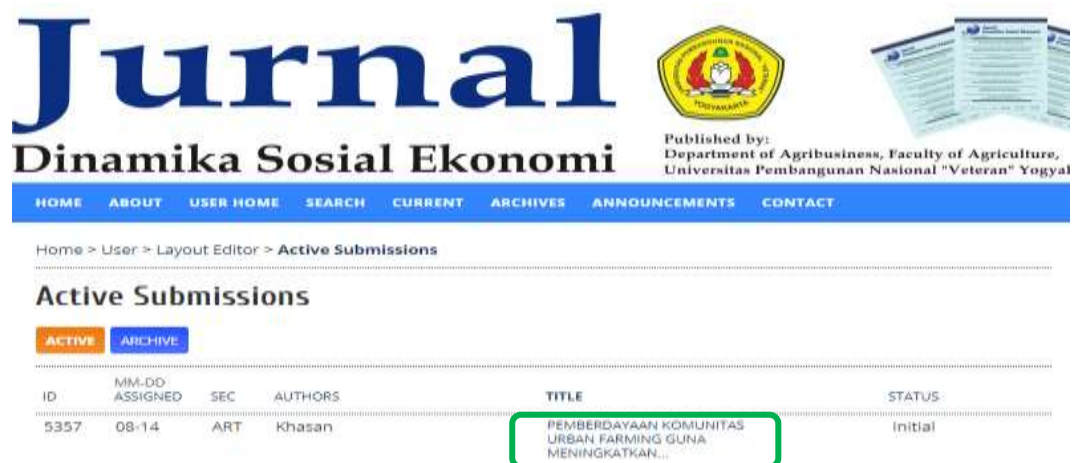 Jurnal
Dinamika Sosial Ekonomi
YOGYAKARTA
Published by:
Department of Agribusiness, Faculty of Agriculture,
Universitas Pembangunan Nasional "Veteran" Yogyak
HOME ABOUT USER HOME SEARCH CURRENT ARCHIVES ANNOUNCEMENTS CONTACT
Home > User > Layout Editor > Active Submissions
Active Submissions
ACTIVE ARCHIVE
ID MM-DD ASSIGNED SEC AUTHORS TITLE STATUS
5357 08-14 ART Khasan PEMBERDAYAAN KOMUNITAS Initial
URBAN FARMING GUNA
MENINGKATKAN...